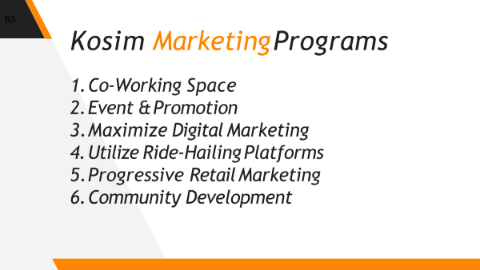 63
Kosim Marketing Programs
1. Co-Working Space
2. Event & Promotion
3. Maximize Digital Marketing
4. Utilize Ride-Hailing Platforms
5. Progressive Retail Marketing
6. Community Development